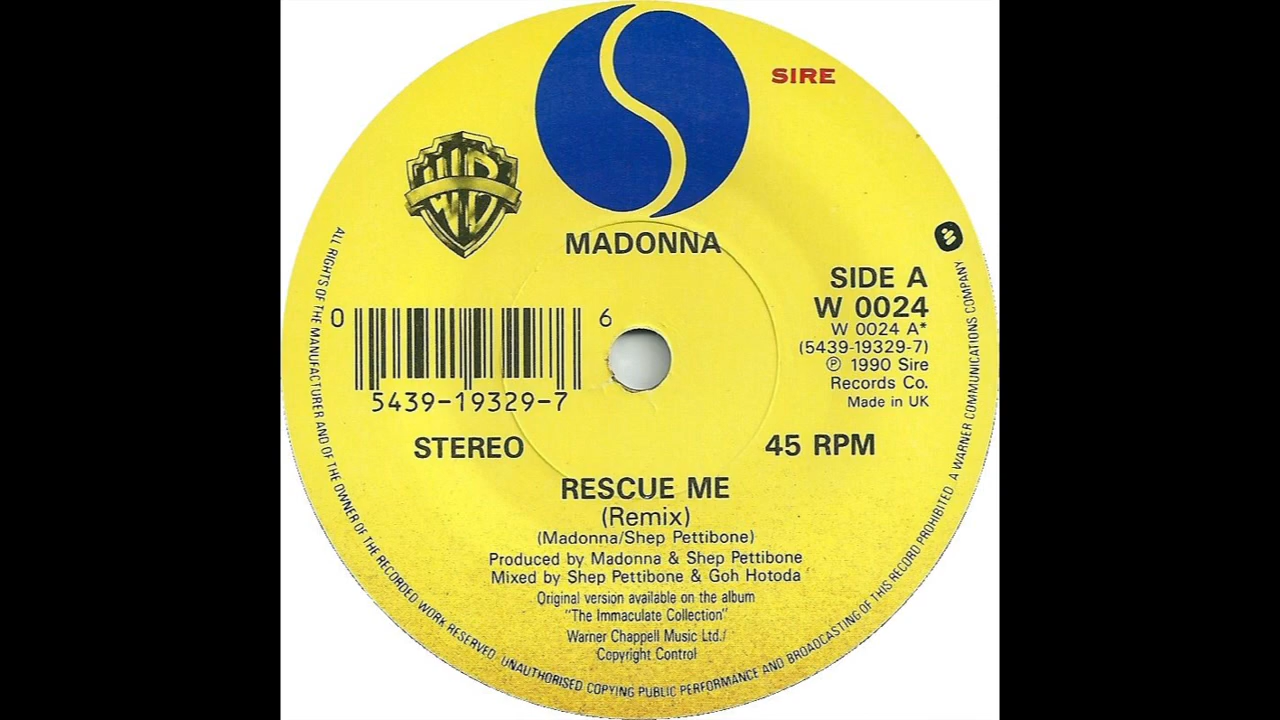 SIRE
WB
MADONNA
SIDE A
W 0024
W 0024 A*
(5439-19329-7)
℗ 1990 Sire
Records Co.
Made in UK
0 6
5439-19329-7
STEREO
45 RPM
RESCUE ME
(Remix)
(Madonna/Shep Pettibone)
Produced by Madonna & Shep Pettibone
Mixed by Shep Pettibone & Goh Hotoda
Original version available on the album
"The Immaculate Collection"
Warner Chappell Music Ltd./
Copyright Control
ALL RIGHTS OF THE MANUFACTURER AND OF THE OWNER OF THE RECORDED WORK RESERVED. UNAUTHORISED COPYING PUBLIC PERFORMANCE AND BROADCASTING OF THIS RECORD PROHIBITED. A WARNER COMMUNICATIONS COMPANY